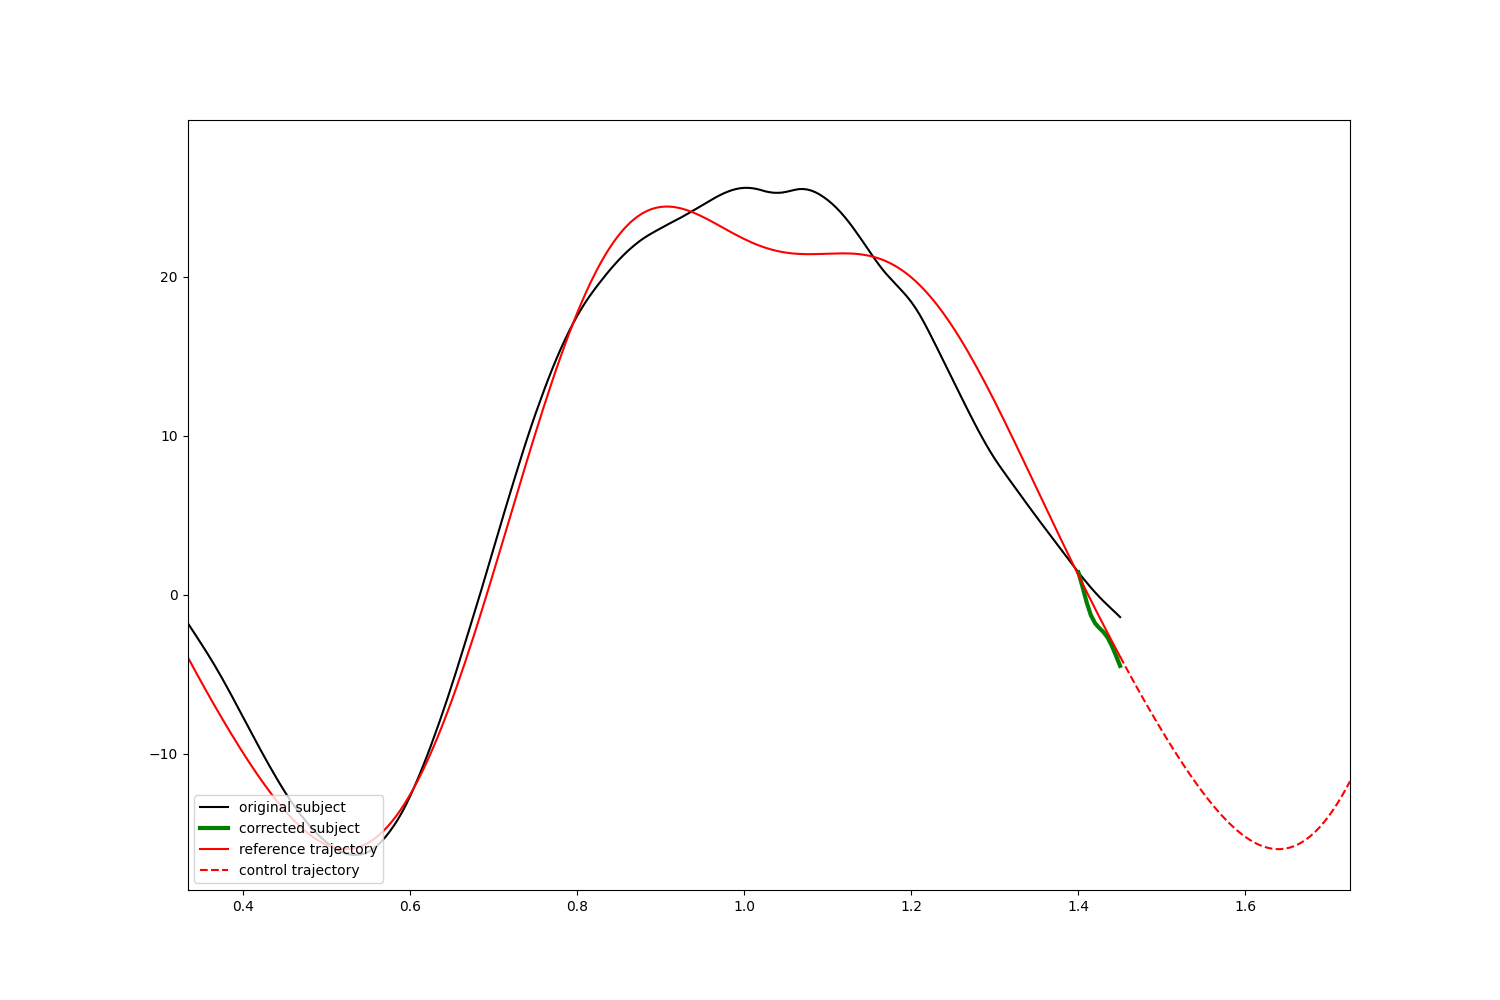 20
10
0
−10
original subject
corrected subject
reference trajectory
control trajectory
0.4 0.6 0.8 1.0 1.2 1.4 1.6